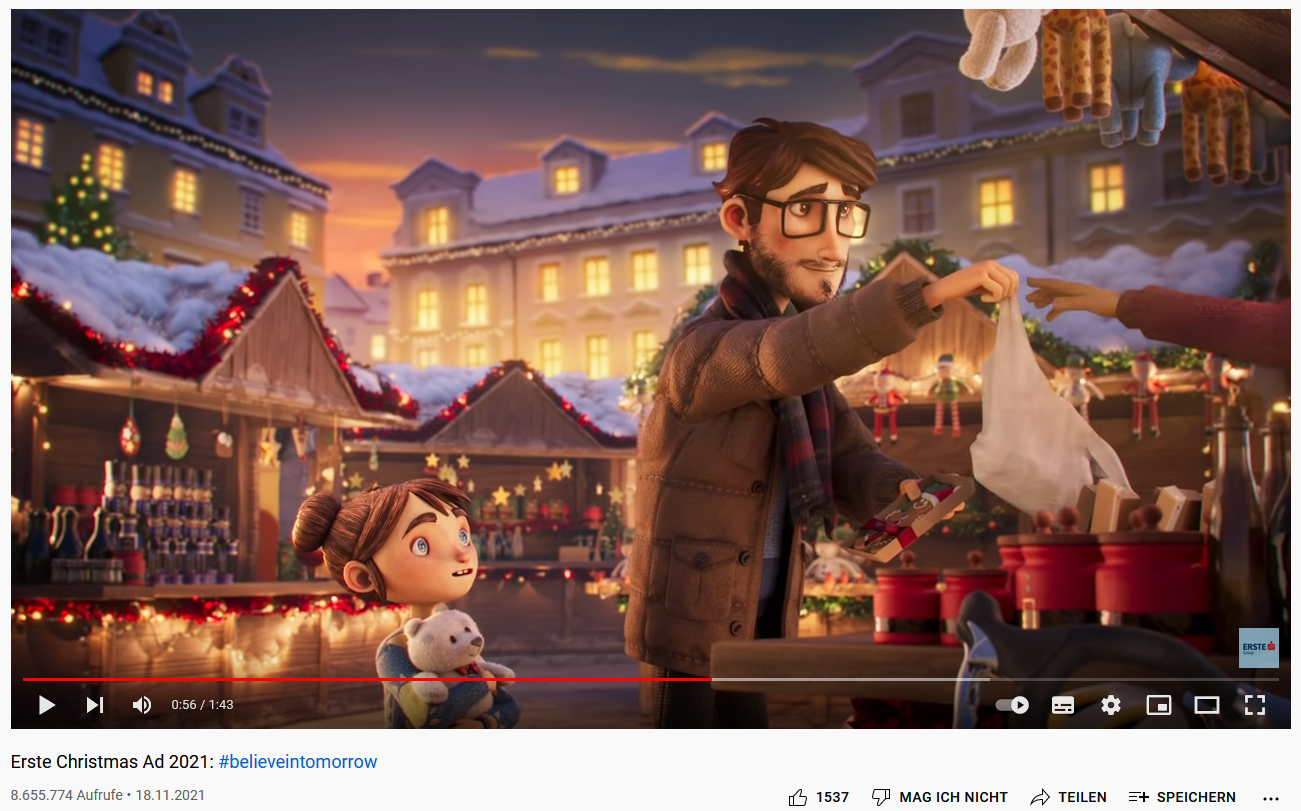 ERSTE
Group
0:56 / 1:43
Erste Christmas Ad 2021: #believeintomorrow
8.655.774 Aufrufe • 18.11.2021
1537
MAG ICH NICHT
TEILEN
SPEICHERN